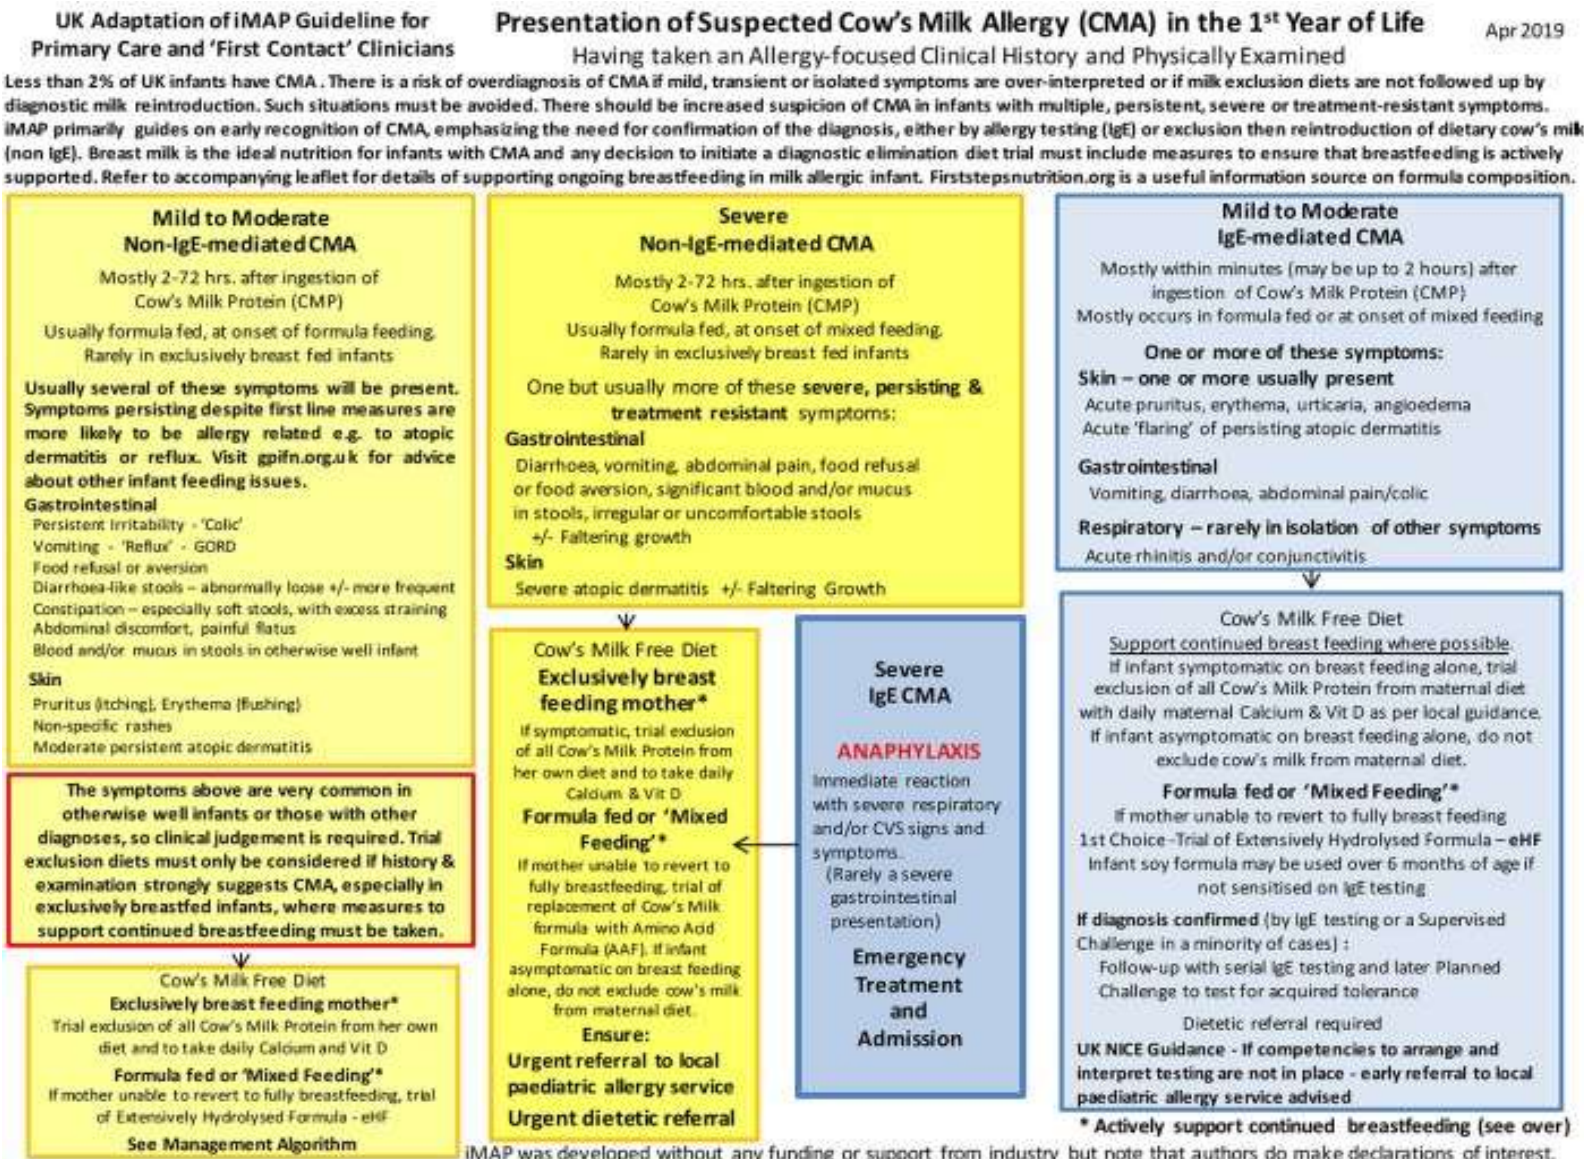 UK Adaptation of iMAP Guideline for
Primary Care and 'First Contact' Clinicians
Presentation of Suspected Cow's Milk Allergy (CMA) in the 1st Year of Life
Apr 2019
Having taken an Allergy-focused Clinical History and Physically Examined
Less than 2% of UK infants have CMA . There is a risk of overdiagnosis of CMA if mild, transient or isolated symptoms are over-interpreted or if milk exclusion diets are not followed up by
diagnostic milk reintroduction. Such situations must be avoided. There should be increased suspicion of CMA in infants with multiple, persistent, severe or treatment-resistant symptoms.
iMAP primarily guides on early recognition of CMA, emphasizing the need for confirmation of the diagnosis, either by allergy testing (IgE) or exclusion then reintroduction of dietary cow's milk
(non IgE). Breast milk is the ideal nutrition for infants with CMA and any decision to initiate a diagnostic elimination diet trial must include measures to ensure that breastfeeding is actively
supported. Refer to accompanying leaflet for details of supporting ongoing breastfeeding in milk allergic infant. Firststepsnutrition.org is a useful information source on formula composition.
Mild to Moderate
Non-IgE-mediated CMA
Mostly 2-72 hrs. after ingestion of
Cow's Milk Protein (CMP)
Usually formula fed, at onset of formula feeding.
Rarely in exclusively breast fed infants
Usually several of these symptoms will be present.
Symptoms persisting despite first line measures are
more likely to be allergy related e.g. to atopic
dermatitis or reflux. Visit gpifn.org.uk for advice
about other infant feeding issues.
Gastrointestinal
Persistent Irritability - 'Colic'
Vomiting - 'Reflux' - GORD
Food refusal or aversion
Diarrhoea-like stools – abnormally loose +/- more frequent
Constipation – especially soft stools, with excess straining
Abdominal discomfort, painful flatus
Blood and/or mucus in stools in otherwise well infant
Skin
Pruritus (itching), Erythema (flushing)
Non-specific rashes
Moderate persistent atopic dermatitis
The symptoms above are very common in
otherwise well infants or those with other
diagnoses, so clinical judgement is required. Trial
exclusion diets must only be considered if history &
examination strongly suggests CMA, especially in
exclusively breastfed infants, where measures to
support continued breastfeeding must be taken.
Cow's Milk Free Diet
Exclusively breast feeding mother*
Trial exclusion of all Cow's Milk Protein from her own
diet and to take daily Calcium and Vit D
Formula fed or 'Mixed Feeding'*
If mother unable to revert to fully breastfeeding, trial
of Extensively Hydrolysed Formula - eHF
See Management Algorithm
Severe
Non-IgE-mediated CMA
Mostly 2-72 hrs. after ingestion of
Cow's Milk Protein (CMP)
Usually formula fed, at onset of mixed feeding.
Rarely in exclusively breast fed infants
One but usually more of these severe, persisting &
treatment resistant symptoms:
Gastrointestinal
Diarrhoea, vomiting, abdominal pain, food refusal
or food aversion, significant blood and/or mucus
in stools, irregular or uncomfortable stools
+/- Faltering growth
Skin
Severe atopic dermatitis +/- Faltering Growth
Cow's Milk Free Diet
Exclusively breast
feeding mother*
If symptomatic, trial exclusion
of all Cow's Milk Protein from
her own diet and to take daily
Calcium & Vit D
Formula fed or 'Mixed
Feeding'*
If mother unable to revert to
fully breastfeeding, trial of
replacement of Cow's Milk
formula with Amino Acid
Formula (AAF). If infant
asymptomatic on breast feeding
alone, do not exclude cow's milk
from maternal diet.
Ensure:
Urgent referral to local
paediatric allergy service
Urgent dietetic referral
Severe
IgE CMA
ANAPHYLAXIS
Immediate reaction
with severe respiratory
and/or CVS signs and
symptoms.
(Rarely a severe
gastrointestinal
presentation)
Emergency
Treatment
and
Admission
Mild to Moderate
IgE-mediated CMA
Mostly within minutes (may be up to 2 hours) after
ingestion of Cow's Milk Protein (CMP)
Mostly occurs in formula fed or at onset of mixed feeding
One or more of these symptoms:
Skin – one or more usually present
Acute pruritus, erythema, urticaria, angioedema
Acute 'flaring' of persisting atopic dermatitis
Gastrointestinal
Vomiting, diarrhoea, abdominal pain/colic
Respiratory – rarely in isolation of other symptoms
Acute rhinitis and/or conjunctivitis
Cow's Milk Free Diet
Support continued breast feeding where possible.
If infant symptomatic on breast feeding alone, trial
exclusion of all Cow's Milk Protein from maternal diet
with daily maternal Calcium & Vit D as per local guidance.
If infant asymptomatic on breast feeding alone, do not
exclude cow's milk from maternal diet.
Formula fed or 'Mixed Feeding'*
If mother unable to revert to fully breast feeding
1st Choice -Trial of Extensively Hydrolysed Formula – eHF
Infant soy formula may be used over 6 months of age if
not sensitised on IgE testing
If diagnosis confirmed (by IgE testing or a Supervised
Challenge in a minority of cases) :
Follow-up with serial IgE testing and later Planned
Challenge to test for acquired tolerance
Dietetic referral required
UK NICE Guidance - If competencies to arrange and
interpret testing are not in place - early referral to local
paediatric allergy service advised
* Actively support continued breastfeeding (see over)
iMAP was developed without any funding or support from industry but note that authors do make declarations of interest.